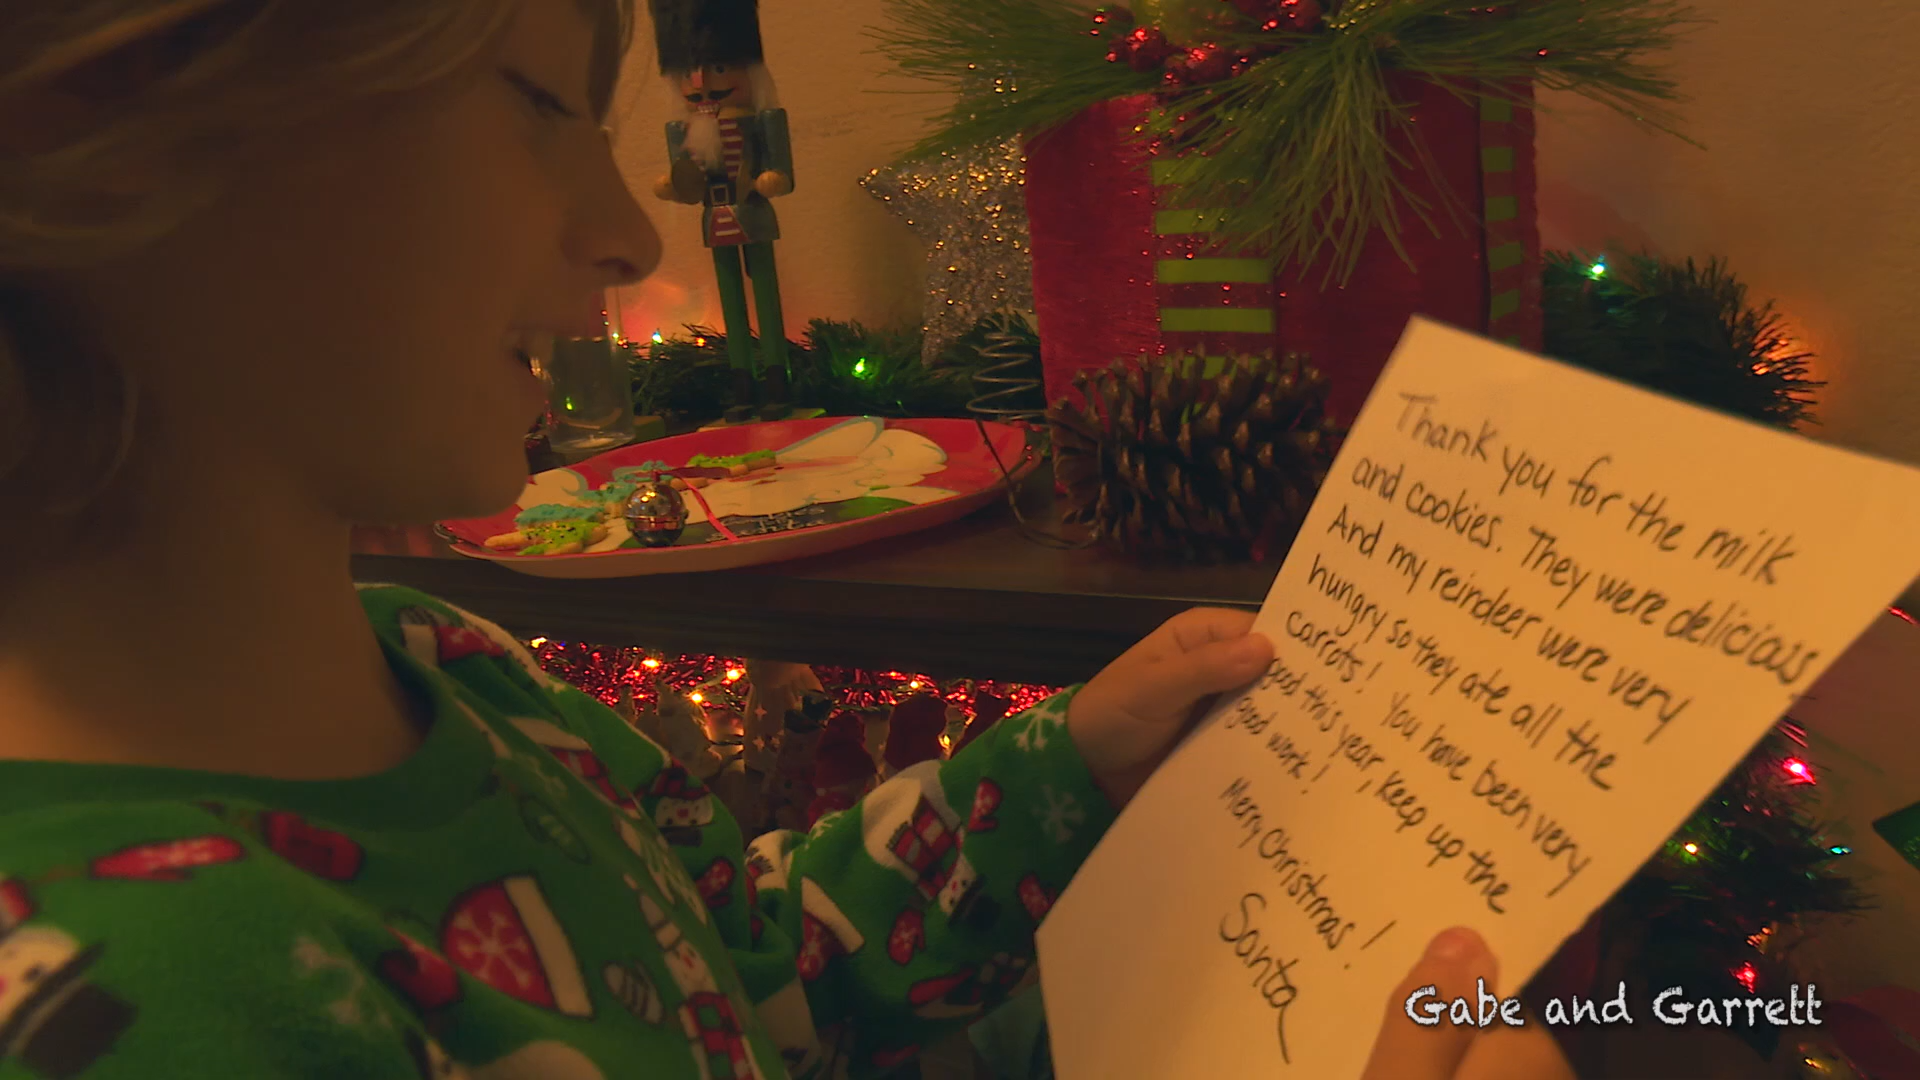 Thank you for the milk
and cookies. They were delicious
And my reindeer were very
hungry so they ate all the
carrots! You have been very
good this year, keep up the
good work!
Merry Christmas!
Santa
Gabe and Garrett